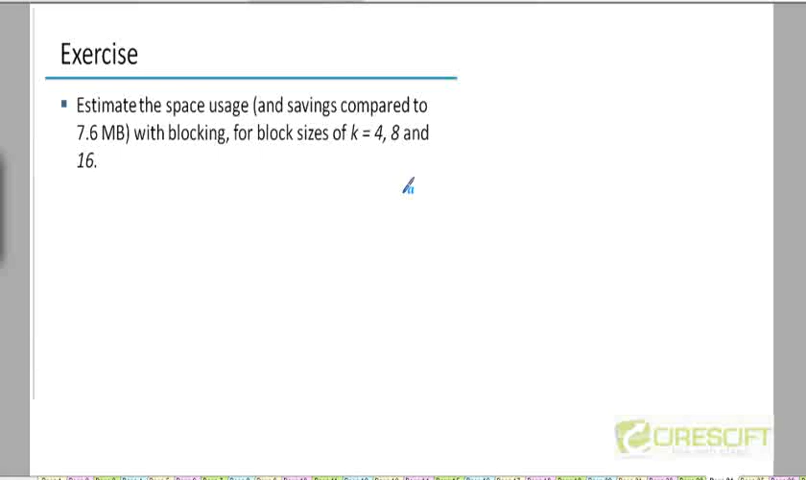 Exercise
Estimate the space usage (and savings compared to
7.6 MB) with blocking, for block sizes of k = 4, 8 and
16.